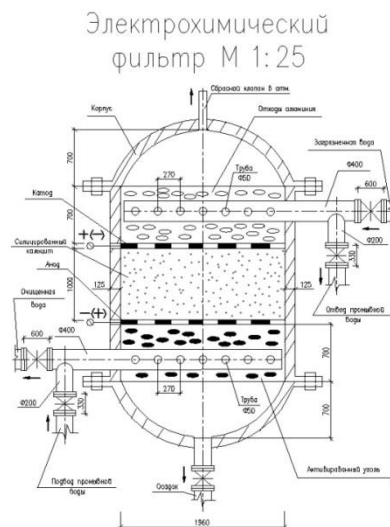 Электрохимический
фильтр М 1:25
Сбросной клапан в атм.
Корпус
Отходы алюминия
Загрязненная вода
700
270
Труба
Ф50
Ф400
600
Катод
700
Ф200
330
+(−)
Силицированный
кальцит
Анод
1000
125
125
Отвод промывной
воды
Очищенная
вода
−(+)
600
Ф400
700
270
Труба
Ф50
Ф200
330
700
Подвод промывной
воды
Осадок
Активированный уголь
1960